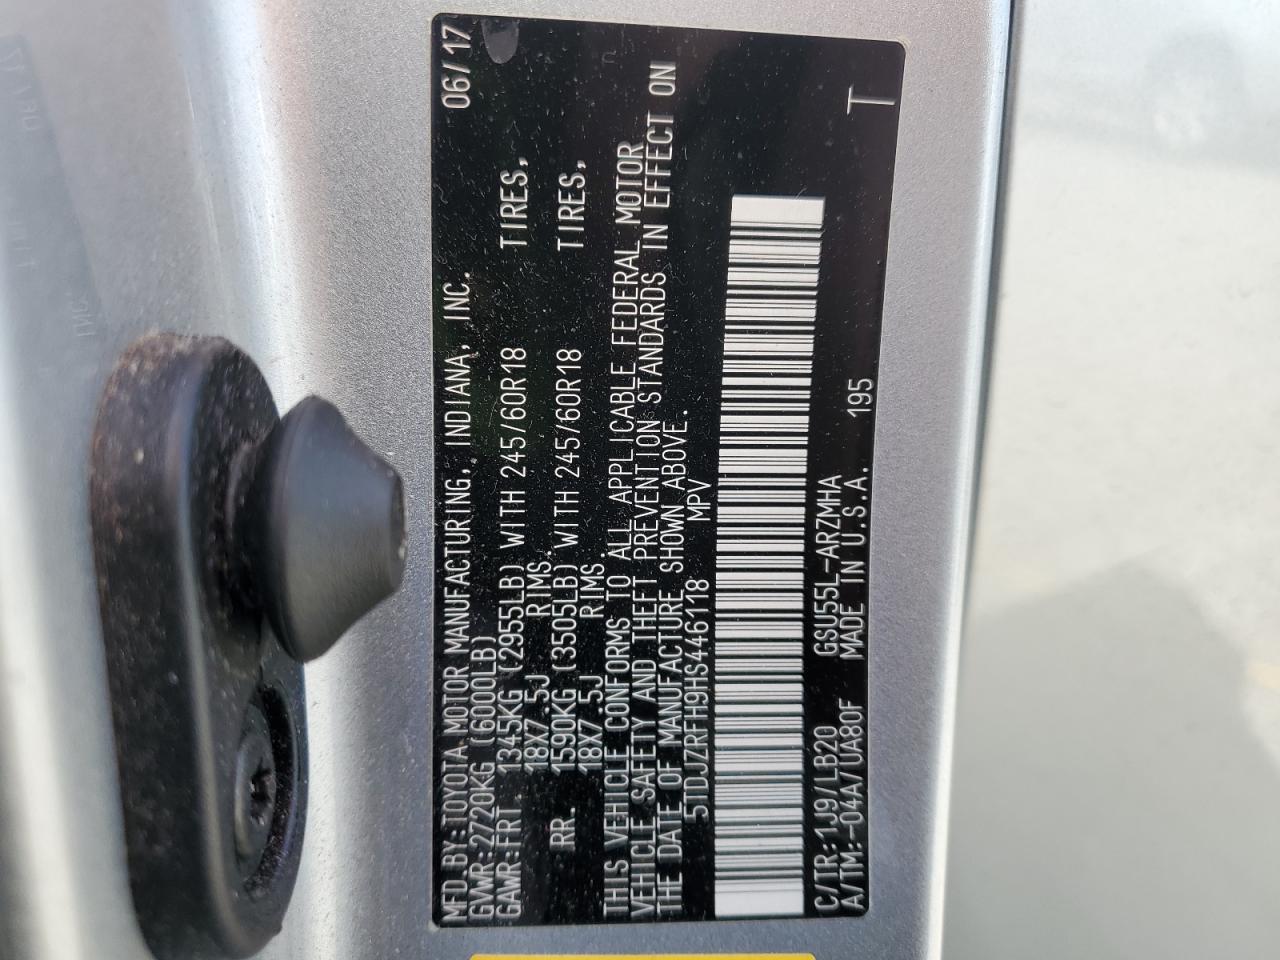 MFD.BY:TOYOTA MOTOR MANUFACTURING, INDIANA, INC. 06/17
GVWR:2720KG (6000LB)
GAWR:FRT. 1345KG (2955LB) WITH 245/60R18 TIRES,
18X7.5J RIMS.
RR. 1590KG (3505LB) WITH 245/60R18 TIRES,
18X7.5J RIMS.
THIS VEHICLE CONFORMS TO ALL APPLICABLE FEDERAL MOTOR
VEHICLE SAFETY AND THEFT PREVENTION STANDARDS IN EFFECT ON
THE DATE OF MANUFACTURE SHOWN ABOVE.
5TDJZRFH9HS446118 MPV
C/TR:1J9/LB20 GSU55L-ARZMHA
A/TM:-04A/UA80F MADE IN U.S.A. 195 T